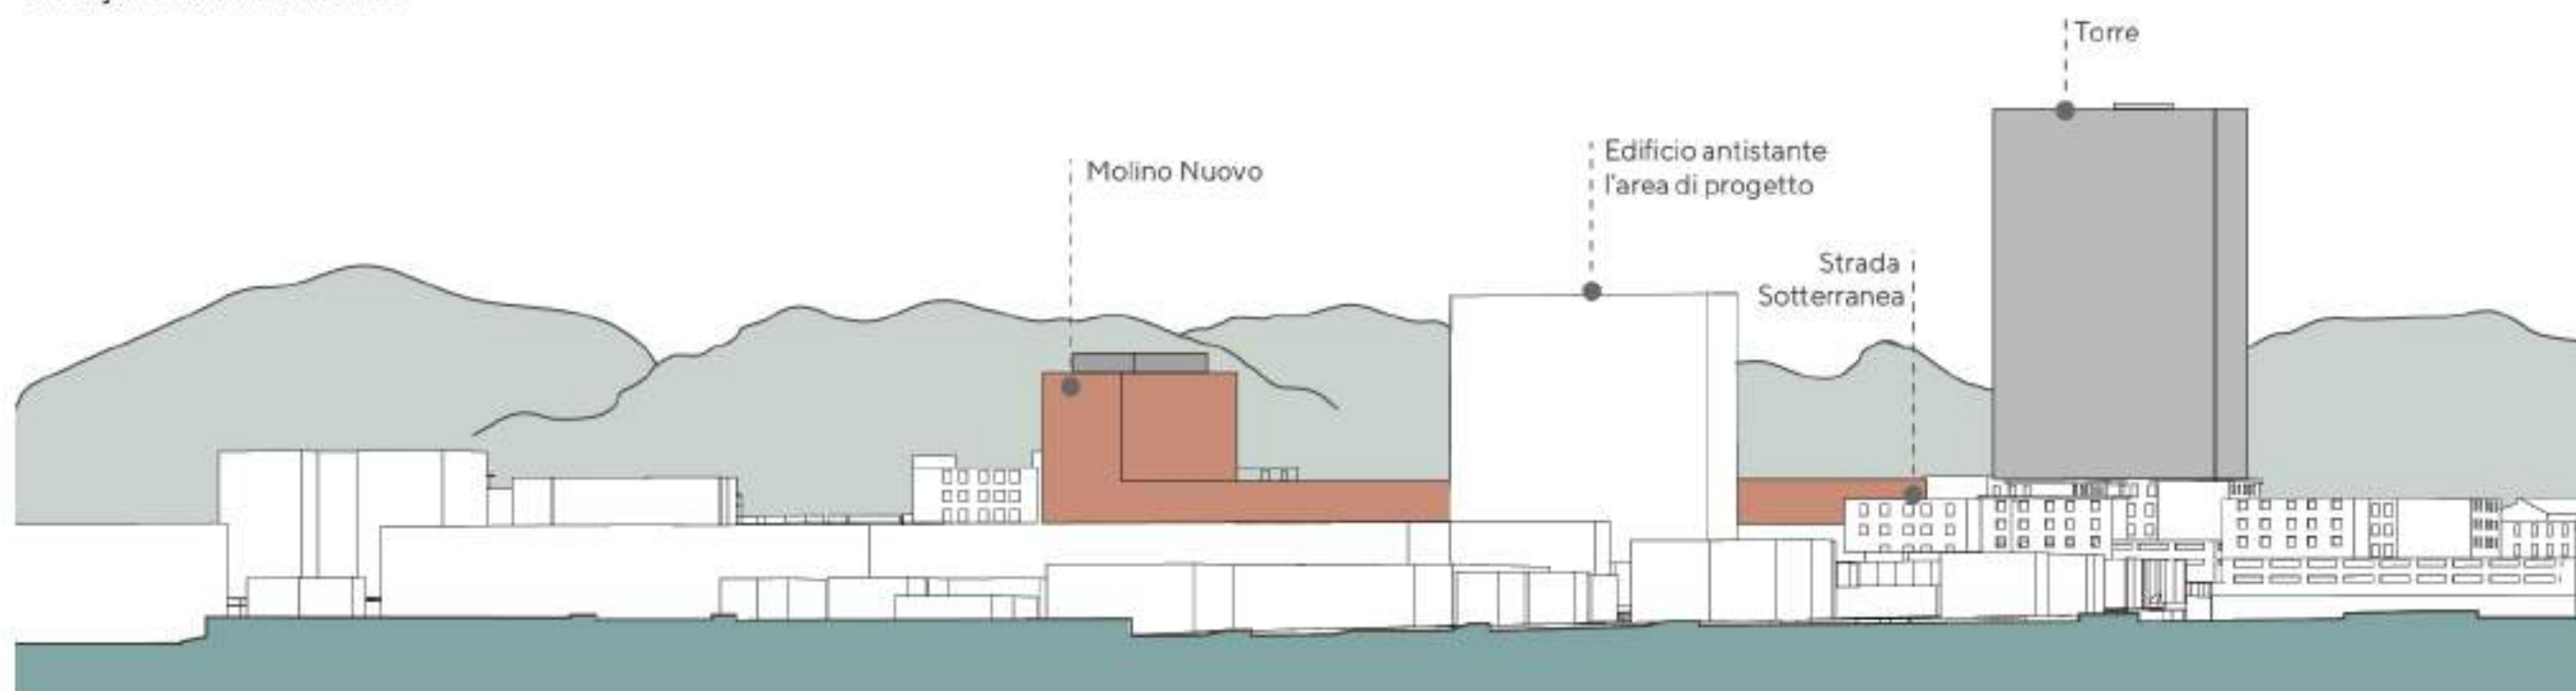 Torre
Edificio antistante
l'area di progetto
Molino Nuovo
Strada
Sotterranea